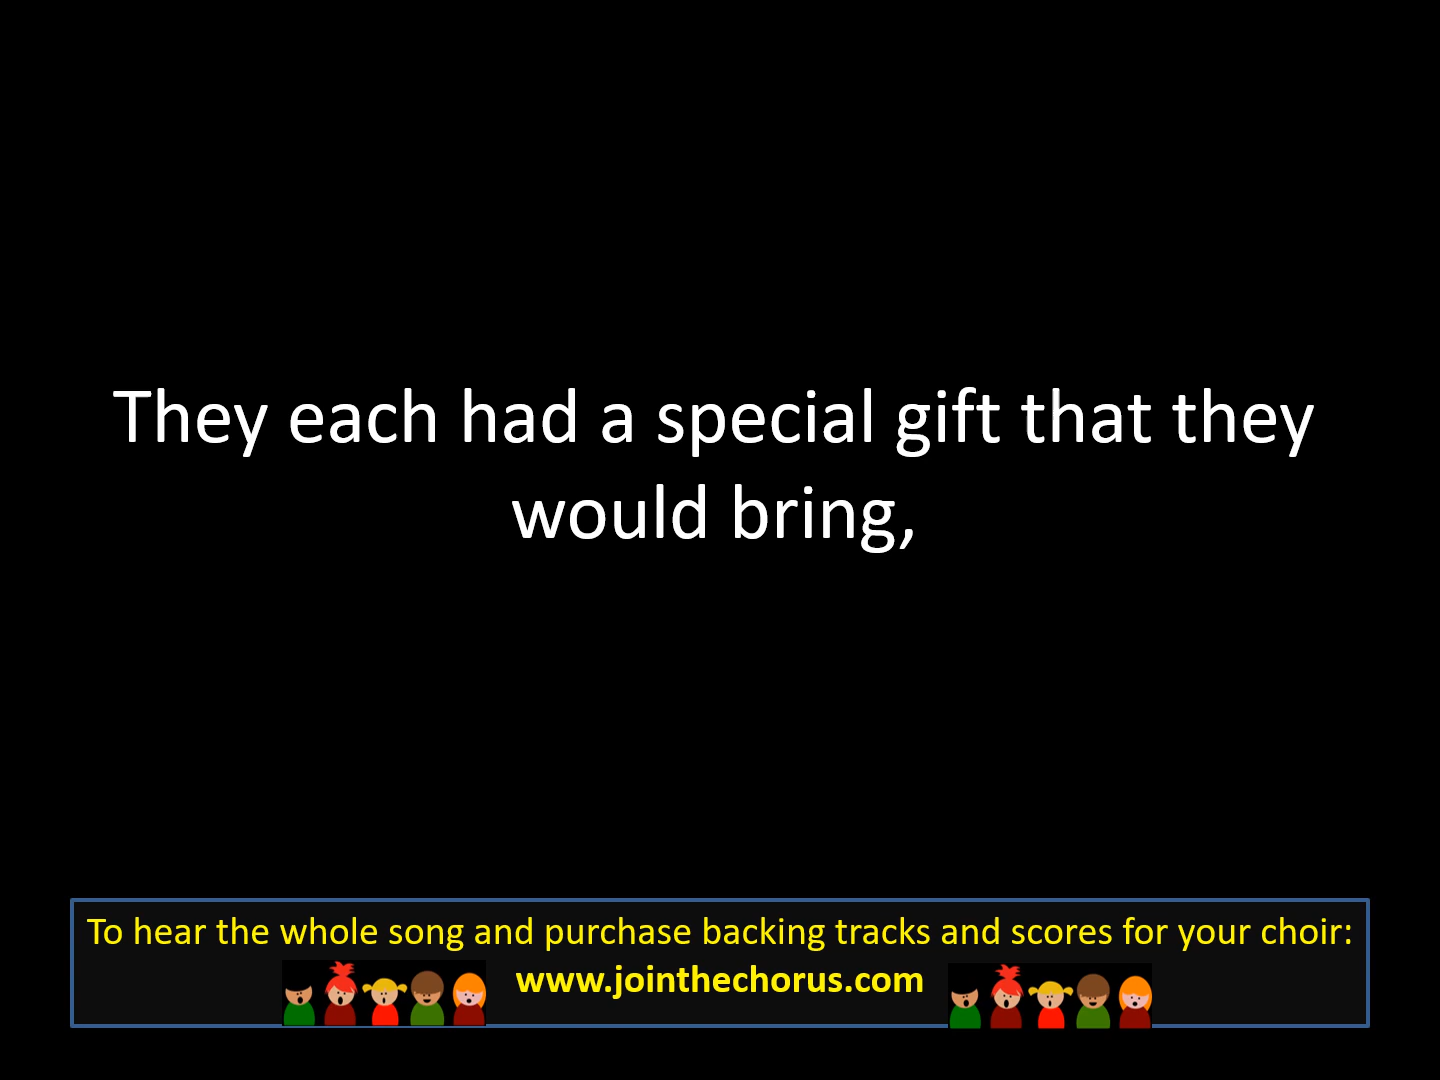 They each had a special gift that they
would bring,
To hear the whole song and purchase backing tracks and scores for your choir:
www.jointhechorus.com